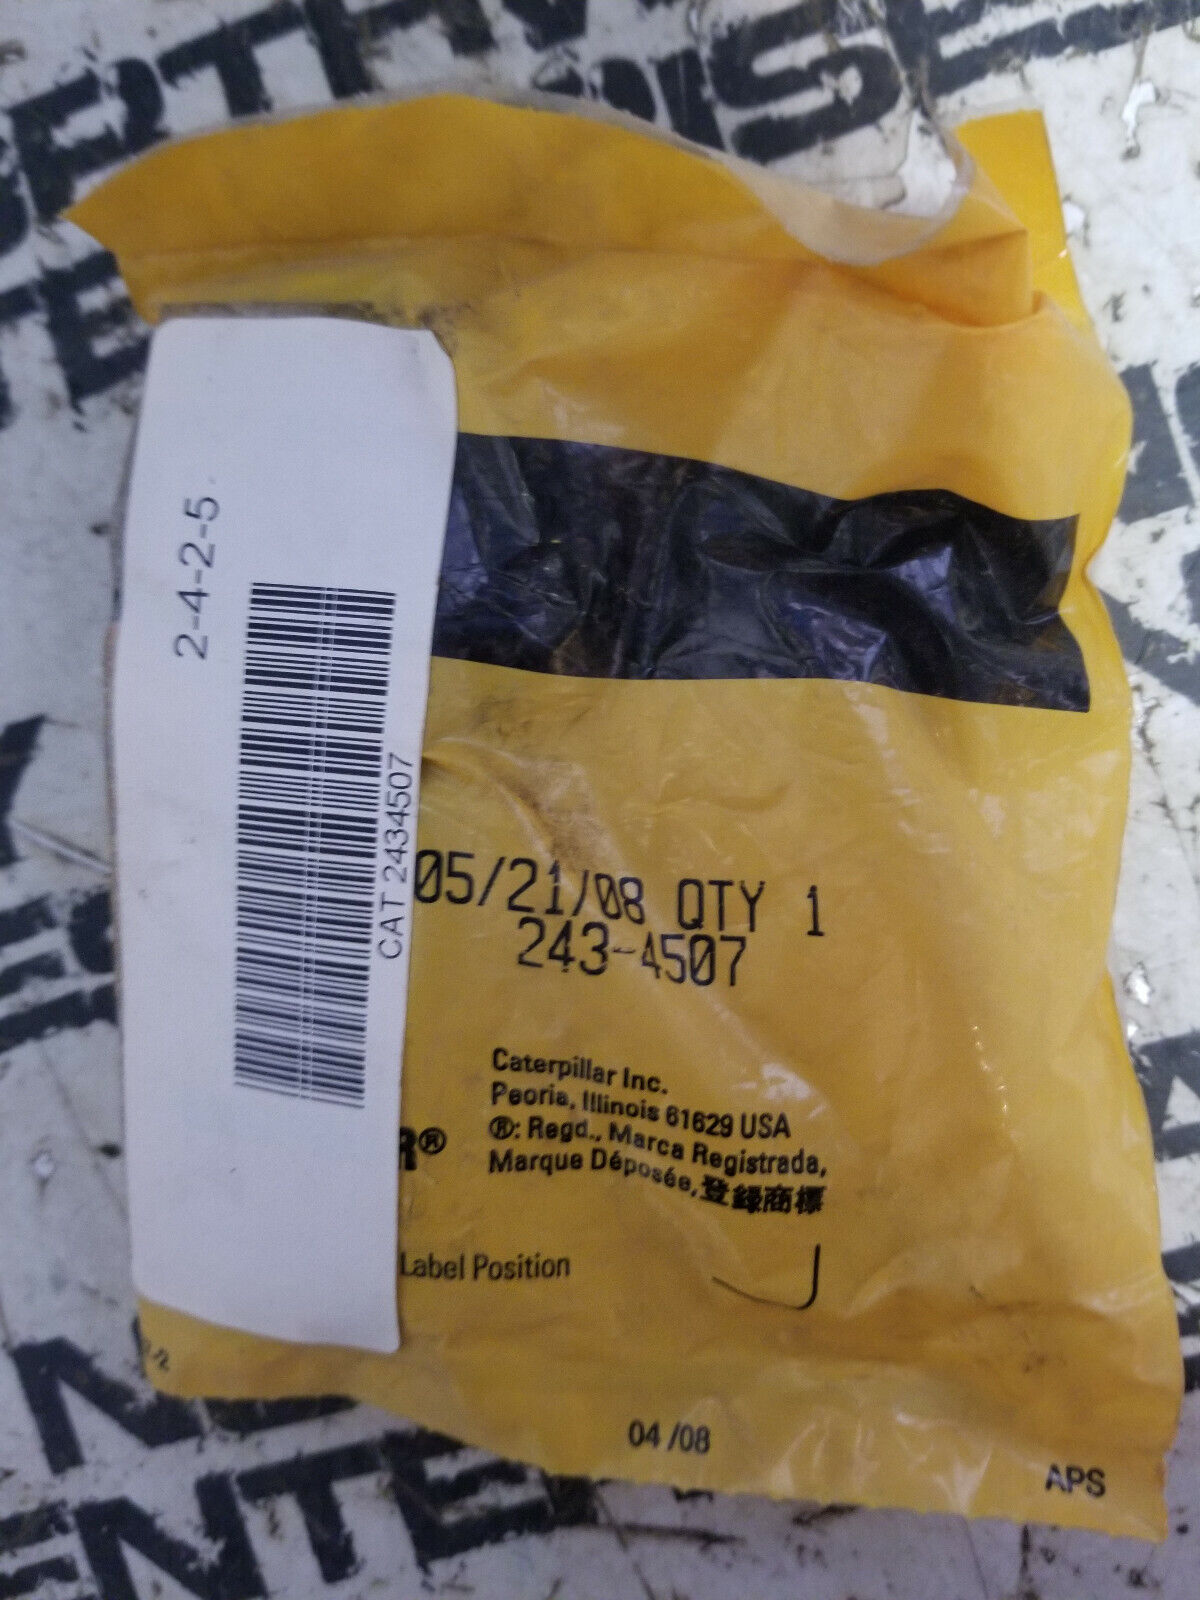 2-4-2-5
CAT 2434507
05/21/08 QTY 1
243-4507
Caterpillar Inc.
Peoria, Illinois 61629 USA
®: Regd., Marca Registrada,
Marque Déposée, 登録商標
R®
Label Position
04 /08
APS